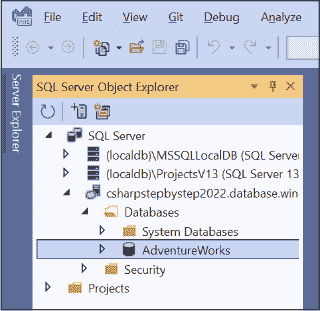 File Edit View Git Debug Analyze
PRE
Server Explorer
SQL Server Object Explorer
SQL Server
(localdb)\MSSQLLocalDB (SQL Server
(localdb)\ProjectsV13 (SQL Server 13
csharpstepbystep2022.database.win
Databases
System Databases
AdventureWorks
Security
Projects